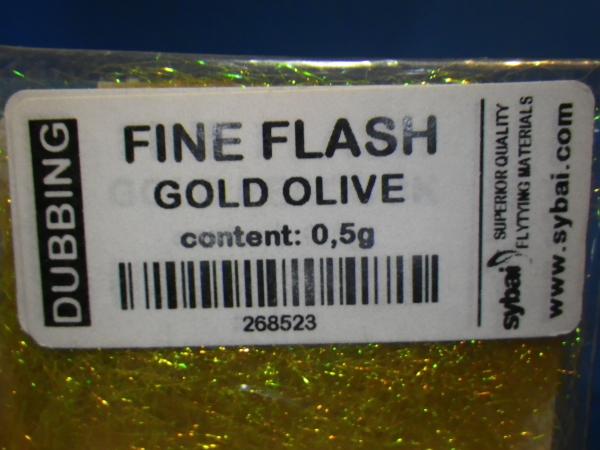 DUBBING
FINE FLASH
GOLD OLIVE
content: 0,5g
268523
sybai
SUPERIOR QUALITY
FLYTYING MATERIALS
www.sybai.com